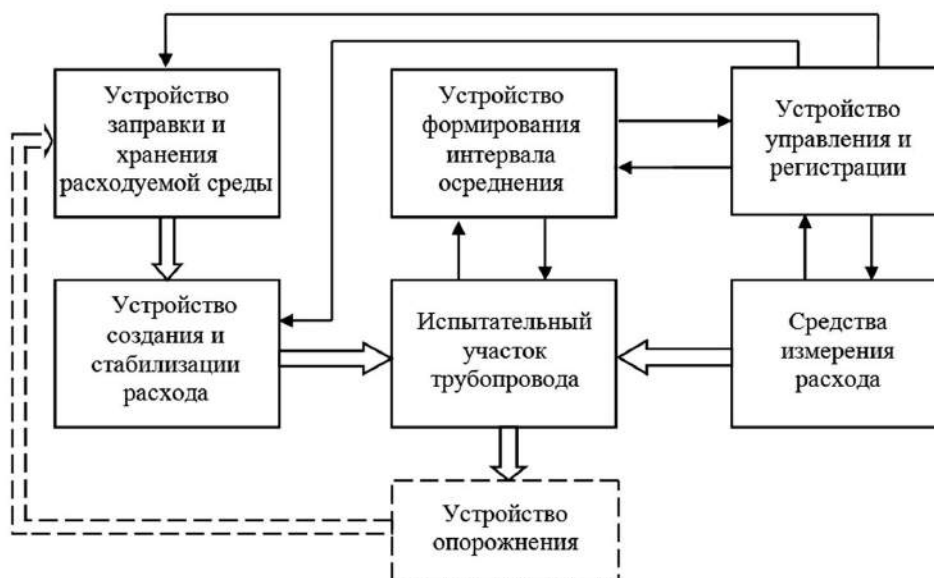 Устройство
заправки и
хранения
расходуемой среды
Устройство
формирования
интервала
осреднения
Устройство
управления и
регистрации
Устройство
создания и
стабилизации
расхода
Испытательный
участок
трубопровода
Средства
измерения
расхода
Устройство
опорожнения